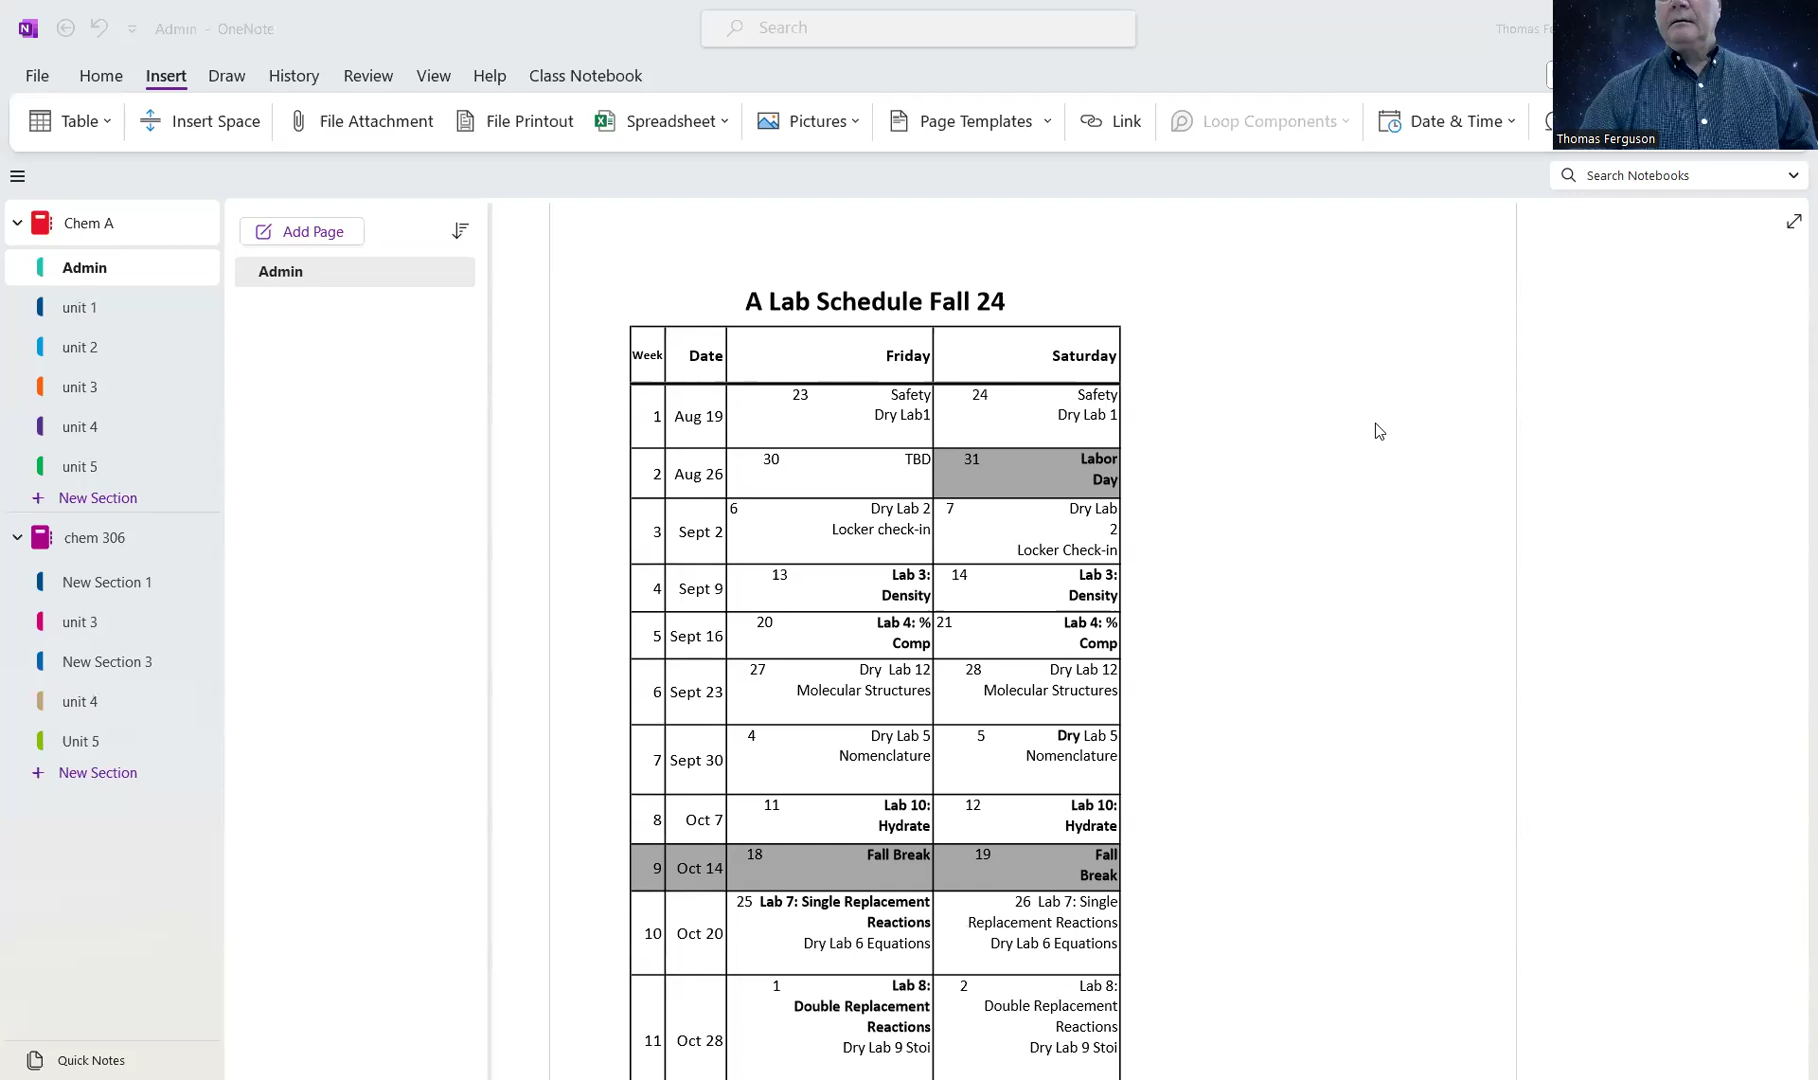 Admin - OneNote
Search
Thomas Fe
File Home Insert Draw History Review View Help Class Notebook
Table Insert Space File Attachment File Printout Spreadsheet Pictures Page Templates Link Loop Components Date & Time
Thomas Ferguson
Search Notebooks
Chem A
Admin
unit 1
unit 2
unit 3
unit 4
unit 5
+ New Section
chem 306
New Section 1
unit 3
New Section 3
unit 4
Unit 5
+ New Section
Quick Notes
Add Page
Admin
A Lab Schedule Fall 24
Week Date Friday Saturday
1 Aug 19
23 Safety
Dry Lab1
24 Safety
Dry Lab 1
2 Aug 26
30 TBD
31 Labor
Day
3 Sept 2
6 Dry Lab 2
Locker check-in
7 Dry Lab
2
Locker Check-in
4 Sept 9
13 Lab 3:
Density
14 Lab 3:
Density
5 Sept 16
20 Lab 4: %
Comp
21 Lab 4: %
Comp
6 Sept 23
27 Dry Lab 12
Molecular Structures
28 Dry Lab 12
Molecular Structures
7 Sept 30
4 Dry Lab 5
Nomenclature
5 Dry Lab 5
Nomenclature
8 Oct 7
11 Lab 10:
Hydrate
12 Lab 10:
Hydrate
9 Oct 14
18 Fall Break
19 Fall
Break
10 Oct 20
25 Lab 7: Single Replacement
Reactions
Dry Lab 6 Equations
26 Lab 7: Single
Replacement Reactions
Dry Lab 6 Equations
11 Oct 28
1 Lab 8:
Double Replacement
Reactions
Dry Lab 9 Stoi
2 Lab 8:
Double Replacement
Reactions
Dry Lab 9 Stoi